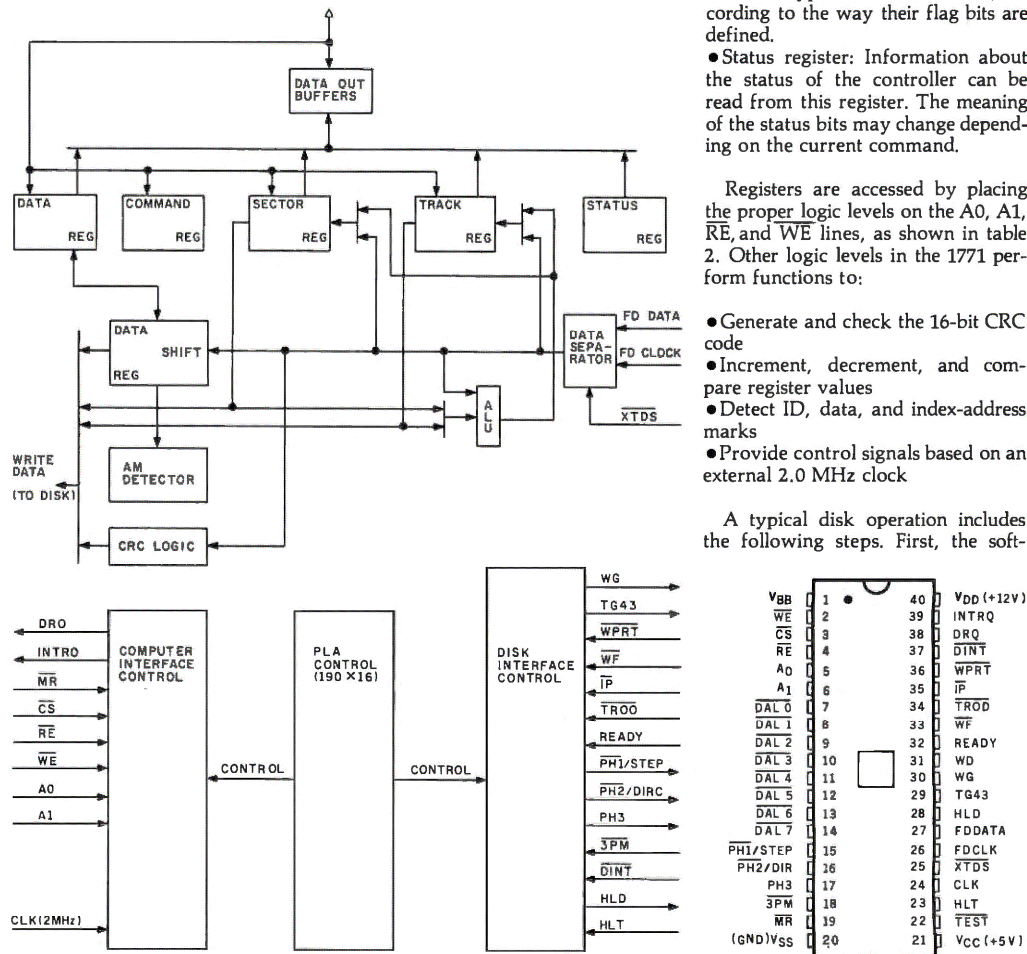 cording to the way their flag bits are
defined.
● Status register: Information about
the status of the controller can be
read from this register. The meaning
of the status bits may change depend-
ing on the current command.
Registers are accessed by placing
the proper logic levels on the A0, A1,
RE, and WE lines, as shown in table
2. Other logic levels in the 1771 per-
form functions to:
● Generate and check the 16-bit CRC
code
● Increment, decrement, and com-
pare register values
● Detect ID, data, and index-address
marks
● Provide control signals based on an
external 2.0 MHz clock
A typical disk operation includes
the following steps. First, the soft-
DATA OUT
BUFFERS
DATA
REG
COMMAND
REG
SECTOR
REG
TRACK
REG
STATUS
REG
DATA
SHIFT
REG
DATA
SEPA-
RATOR
FD DATA
FD CLOCK
XTDS
ALU
WRITE
DATA
(TO DISK)
AM
DETECTOR
CRC LOGIC
DRO
INTRO
MR
CS
RE
WE
A0
A1
CLK(2MHz)
COMPUTER
INTERFACE
CONTROL
CONTROL
PLA
CONTROL
(190 X 16)
CONTROL
DISK
INTERFACE
CONTROL
WG
TG43
WPRT
WF
IP
TROO
READY
PH1/STEP
PH2/DIRC
PH3
3PM
DINT
HLD
HLT
VBB 1 40 VDD (+12V)
WE 2 39 INTRQ
CS 3 38 DRQ
RE 4 37 DINT
A0 5 36 WPRT
A1 6 35 IP
DAL 0 7 34 TROD
DAL 1 8 33 WF
DAL 2 9 32 READY
DAL 3 10 31 WD
DAL 4 11 30 WG
DAL 5 12 29 TG43
DAL 6 13 28 HLD
DAL 7 14 27 FDDATA
PH1/STEP 15 26 FDCLK
PH2/DIR 16 25 XTDS
PH3 17 24 CLK
3PM 18 23 HLT
MR 19 22 TEST
(GND)VSS 20 21 VCC (+5V)